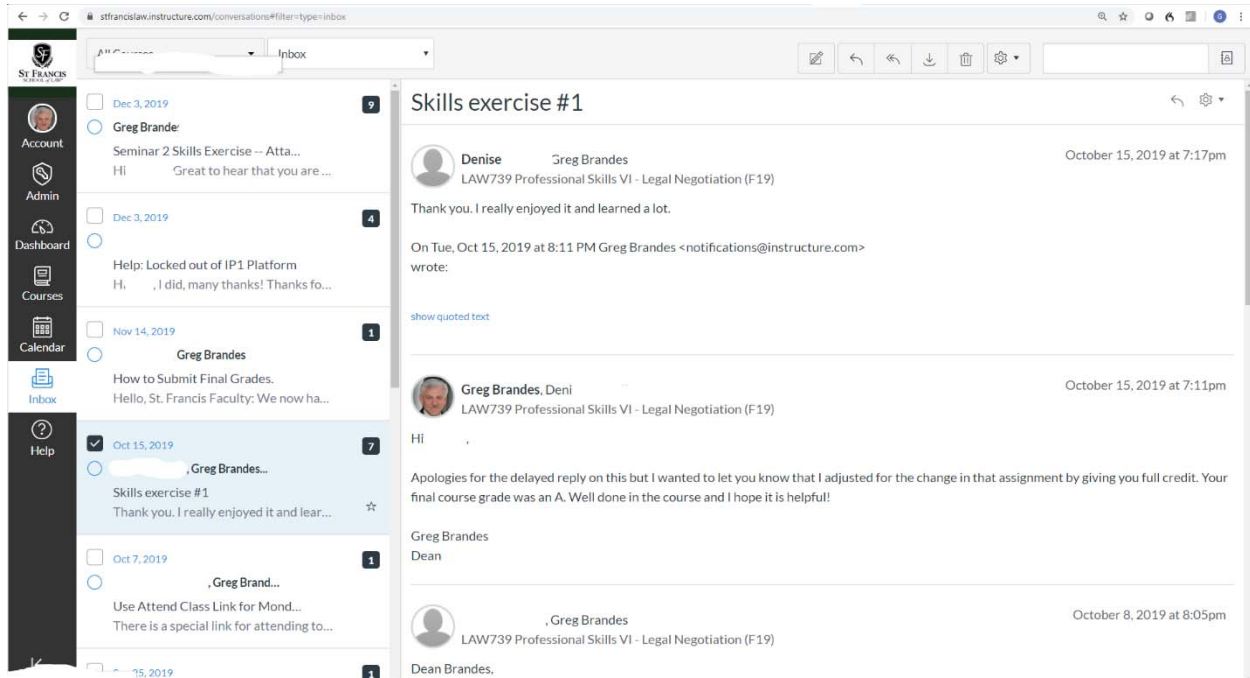 stfrancislaw.instructure.com/conversations#filter=type=inbox
G
SF
ST FRANCIS
SCHOOL of LAW
Inbox
Account
Admin
Dashboard
Courses
Calendar
Inbox
Help
Dec 3, 2019
9
Greg Brande
Seminar 2 Skills Exercise -- Atta...
Hi Great to hear that you are ...
Dec 3, 2019
4
Help: Locked out of IP1 Platform
Hi, , I did, many thanks! Thanks fo...
Nov 14, 2019
1
Greg Brandes
How to Submit Final Grades.
Hello, St. Francis Faculty: We now ha...
Oct 15, 2019
7
, Greg Brandes...
Skills exercise #1
Thank you. I really enjoyed it and lear...
Oct 7, 2019
1
, Greg Brand...
Use Attend Class Link for Mond...
There is a special link for attending to...
25, 2019
1
Skills exercise #1
Denise Greg Brandes
October 15, 2019 at 7:17pm
LAW739 Professional Skills VI - Legal Negotiation (F19)
Thank you. I really enjoyed it and learned a lot.
On Tue, Oct 15, 2019 at 8:11 PM Greg Brandes <notifications@instructure.com>
wrote:
show quoted text
Greg Brandes, Deni
October 15, 2019 at 7:11pm
LAW739 Professional Skills VI - Legal Negotiation (F19)
Hi ,
Apologies for the delayed reply on this but I wanted to let you know that I adjusted for the change in that assignment by giving you full credit. Your
final course grade was an A. Well done in the course and I hope it is helpful!
Greg Brandes
Dean
, Greg Brandes
October 8, 2019 at 8:05pm
LAW739 Professional Skills VI - Legal Negotiation (F19)
Dean Brandes,